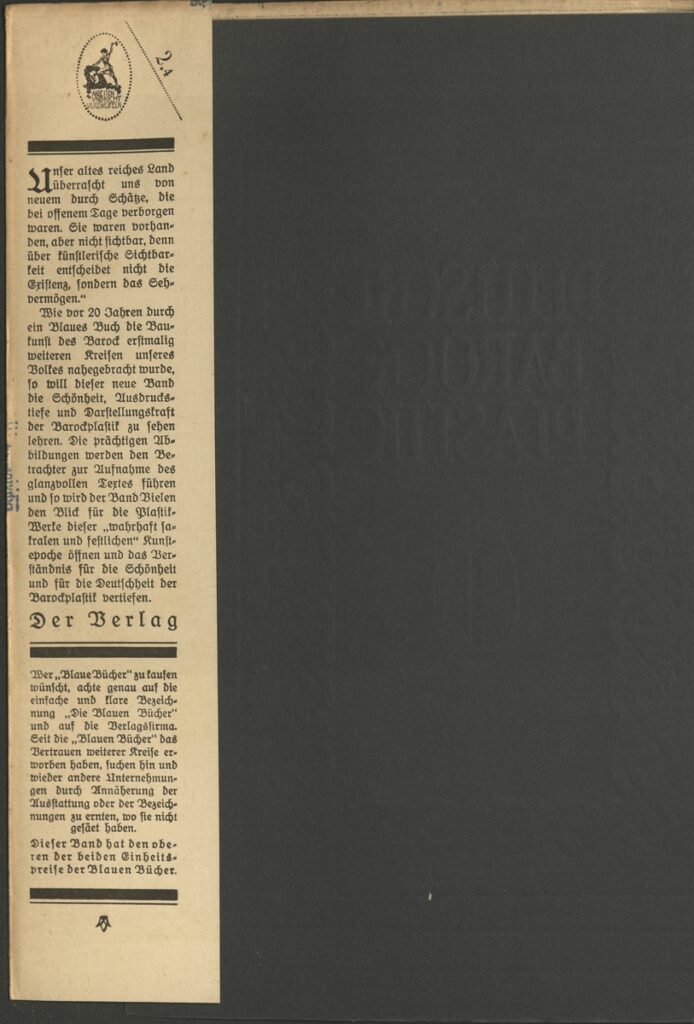 2.4
ARBEITEN
UND NICHT
VERZWEIFELN
Unser altes reiches Land
überrascht uns von
neuem durch Schätze, die
bei offenem Tage verborgen
waren. Sie waren vorhan-
den, aber nicht sichtbar, denn
über künstlerische Sichtbar-
keit entscheidet nicht die
Existenz, sondern das Seh-
vermögen.“
Wie vor 20 Jahren durch
ein Blaues Buch die Bau-
kunst des Barock erstmalig
weiteren Kreisen unseres
Volkes nahegebracht wurde,
so will dieser neue Band
die Schönheit, Ausdrucks-
tiefe und Darstellungskraft
der Barockplastik zu sehen
lehren. Die prächtigen Ab-
bildungen werden den Be-
trachter zur Aufnahme des
glanzvollen Textes führen
und so wird der Band Vielen
den Blick für die Plastik-
Werke dieser „wahrhaft sa-
kralen und festlichen“ Kunst-
epoche öffnen und das Ver-
ständnis für die Schönheit
und für die Deutschheit der
Barockplastik vertiefen.
Der Verlag
Wer „Blaue Bücher“ zu kaufen
wünscht, achte genau auf die
einfache und klare Bezeich-
nung „Die Blauen Bücher“
und auf die Verlagsfirma.
Seit die „Blauen Bücher“ das
Vertrauen weiterer Kreise er-
worben haben, suchen hin und
wieder andere Unternehmun-
gen durch Annäherung der
Ausstattung oder der Bezeich-
nungen zu ernten, wo sie nicht
gesäet haben.
Dieser Band hat den obe-
ren der beiden Einheits-
preise der Blauen Bücher.